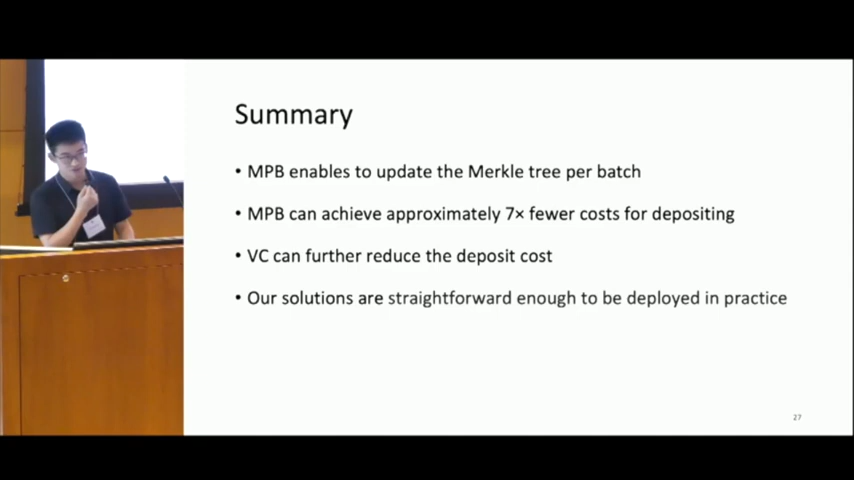 Summary
• MPB enables to update the Merkle tree per batch
• MPB can achieve approximately 7× fewer costs for depositing
• VC can further reduce the deposit cost
• Our solutions are straightforward enough to be deployed in practice
27